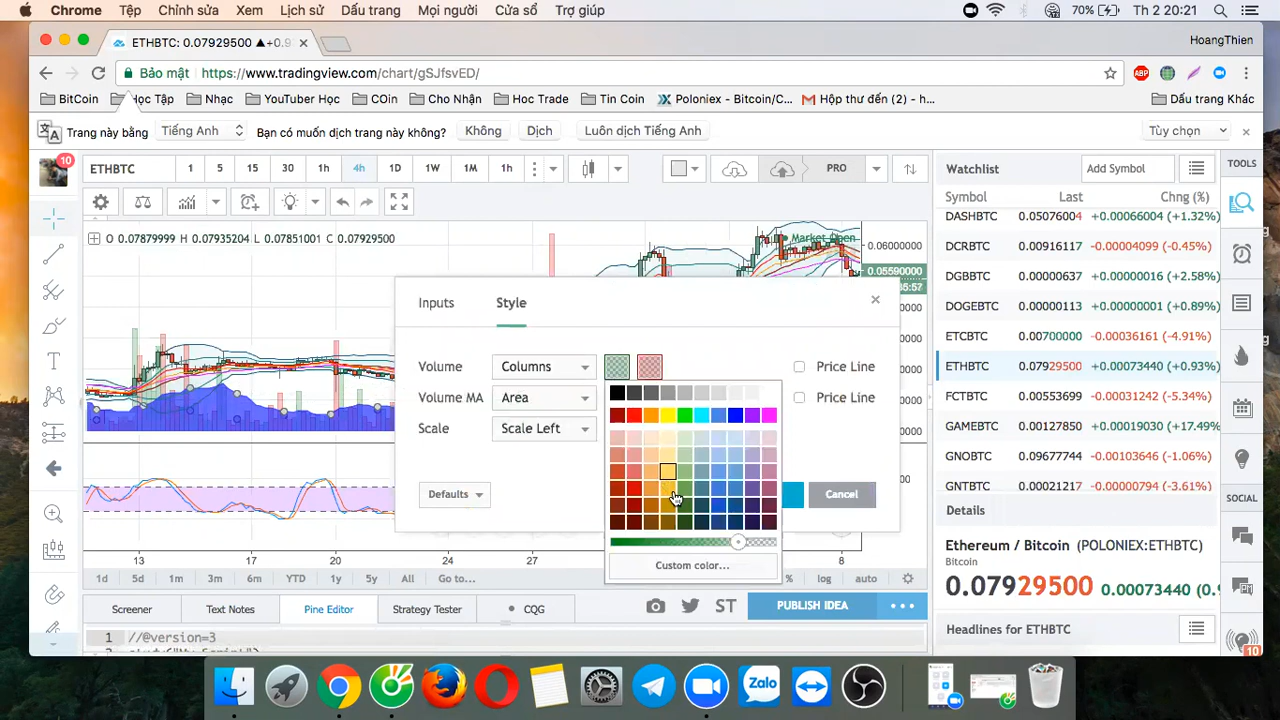 Chrome Tệp Chỉnh sửa Xem Lịch sử Dấu trang Mọi người Cửa sổ Trợ giúp 70% Th 2 20:21
ETHBTC: 0.07929500 ▲+0.9 × HoangThien
Bảo mật https://www.tradingview.com/chart/gSJfsvED/ ABP
BitCoin Học Tập Nhạc YouTuber Học COin Cho Nhận Hoc Trade Tin Coin Poloniex - Bitcoin/C... Hộp thư đến (2) - h... Dấu trang Khác
Trang này bằng Tiếng Anh Bạn có muốn dịch trang này không? Không Dịch Luôn dịch Tiếng Anh Tùy chọn ×
10 ETHBTC 1 5 15 30 1h 4h 1D 1W 1M 1h PRO Watchlist Add Symbol TOOLS
Symbol Last Chng (%)
DASHBTC 0.05076004 +0.00066004 (+1.32%)
O 0.07879999 H 0.07935204 L 0.07851001 C 0.07929500 Market Open 0.06000000
DCRBTC 0.00916117 -0.00004099 (-0.45%)
0.05590000
DGBBTC 0.00000637 +0.00000016 (+2.58%)
DOGEBTC 0.00000113 +0.00000001 (+0.89%)
ETCBTC 0.00700000 -0.00036161 (-4.91%)
ETHBTC 0.07929500 +0.00073440 (+0.93%)
FCTBTC 0.00553699 -0.00031242 (-5.34%)
GAMEBTC 0.00127850 +0.00019030 (+17.49%)
GNOBTC 0.09677744 -0.00103646 (-1.06%)
GNTBTC 0.00021217 -0.00000794 (-3.61%)
Inputs Style ×
Volume Columns Price Line
Volume MA Area Price Line
Scale Scale Left
Defaults Cancel
Custom color...
SOCIAL
Details
Ethereum / Bitcoin (POLONIEX:ETHBTC)
Bitcoin
0.07929500 0.00073440
Headlines for ETHBTC
10
13 17 20 23 27 8
1d 5d 1m 3m 6m YTD 1y 5y All Go to... % log auto
Screener Text Notes Pine Editor Strategy Tester CQG ST PUBLISH IDEA
1 //@version=3
Zalo